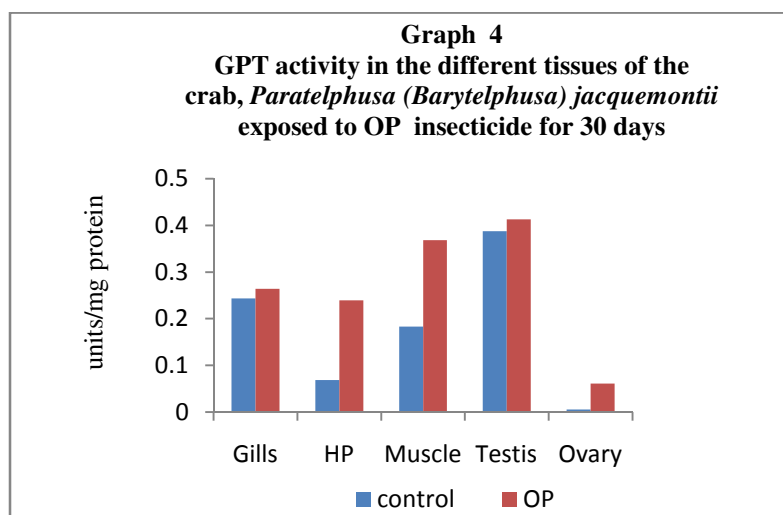 Graph 4
GPT activity in the different tissues of the
crab, Paratelphusa (Barytelphusa) jacquemontii
exposed to OP insecticide for 30 days
units/mg protein
0.5
0.4
0.3
0.2
0.1
0
Gills HP Muscle Testis Ovary
control OP